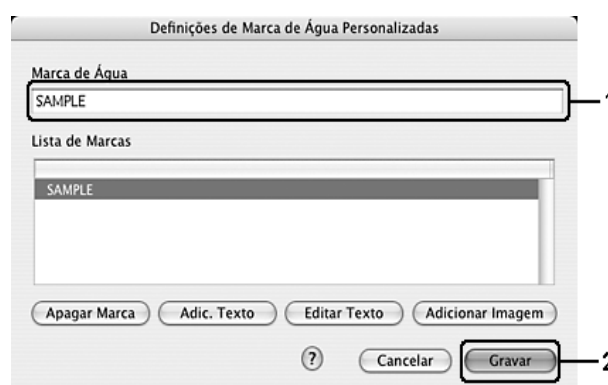 Definições de Marca de Água Personalizadas
Marca de Água
SAMPLE
1
Lista de Marcas
SAMPLE
Apagar Marca Adic. Texto Editar Texto Adicionar Imagem
? Cancelar Gravar 2